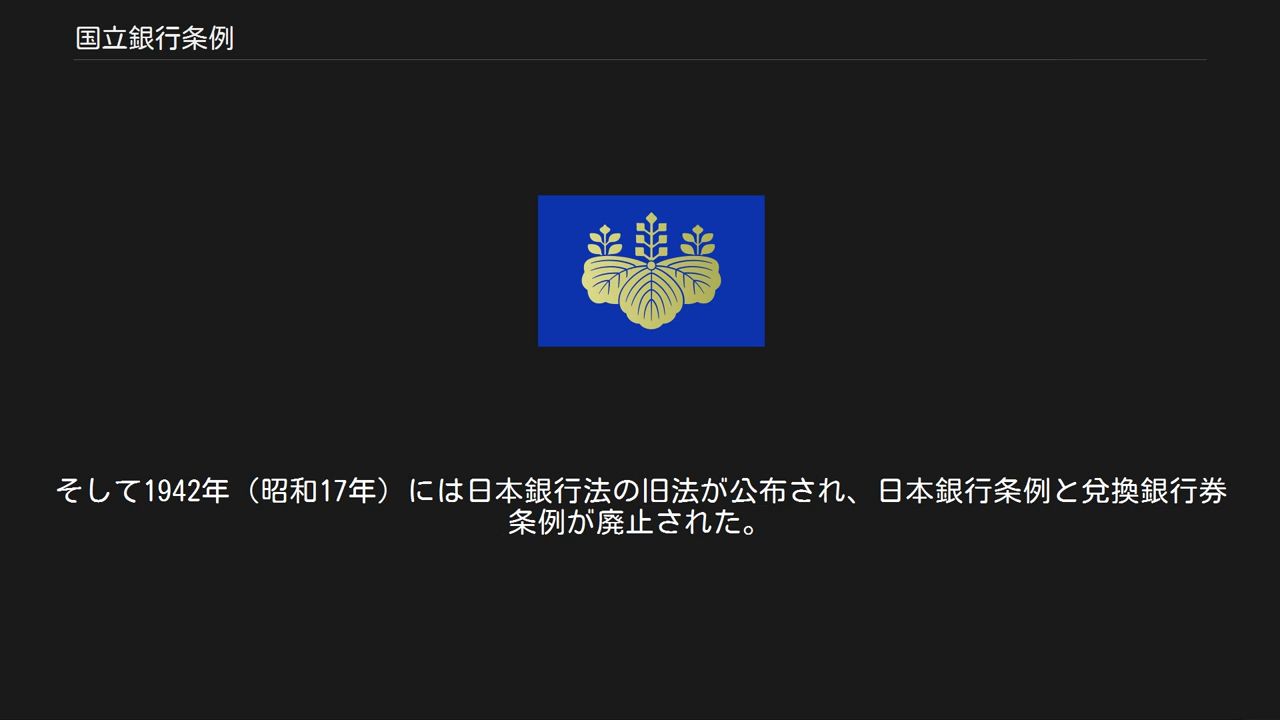 国立銀行条例
そして1942年（昭和17年）には日本銀行法の旧法が公布され、日本銀行条例と兌換銀行券
条例が廃止された。